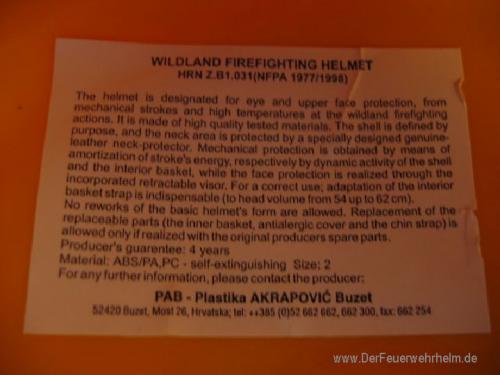 WILDLAND FIREFIGHTING HELMET
HRN Z.B1.031(NFPA 1977/1998)
The helmet is designated for eye and upper face protection, from
mechanical strokes and high temperatures at the wildland firefighting
actions. It is made of high quality tested materials. The shell is defined by
purpose, and the neck area is protected by a specially designed genuine-
leather neck-protector. Mechanical protection is obtained by means of
amortization of stroke's energy, respectively by dynamic activity of the shell
and the interior basket, while the face protection is realized through the
incorporated retractable visor. For a correct use; adaptation of the interior
basket strap is indispensable (to head volume from 54 up to 62 cm).
No reworks of the basic helmet's form are allowed. Replacement of the
replaceable parts (the inner basket, antialergic cover and the chin strap) is
allowed only if realized with the original producers spare parts.
Producer's guarentee: 4 years
Material: ABS/PA,PC - self-extinguishing Size: 2
For any further information, please contact the producer:
PAB - Plastika AKRAPOVIĆ Buzet
52420 Buzet, Most 26, Hrvatska; tel: ++385 (0)52 662 662, 662 300, fax: 662 254
www.DerFeuerwehrhelm.de